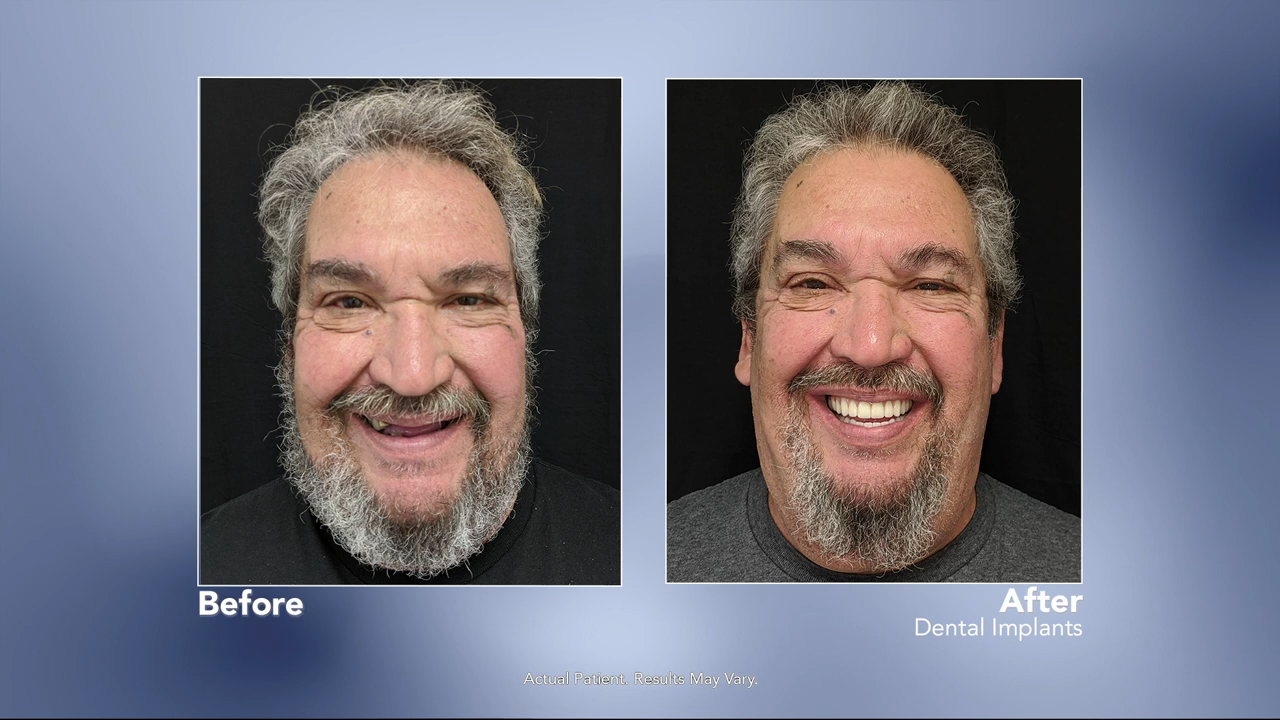 Before
After
Dental Implants
Actual Patient. Results May Vary.